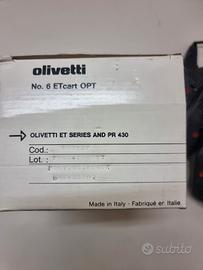 olivetti
No. 6 ETcart OPT
OLIVETTI ET SERIES AND PR 430
Cod.:
Lot.:
Made in Italy - Fabriqué en Italie
subito